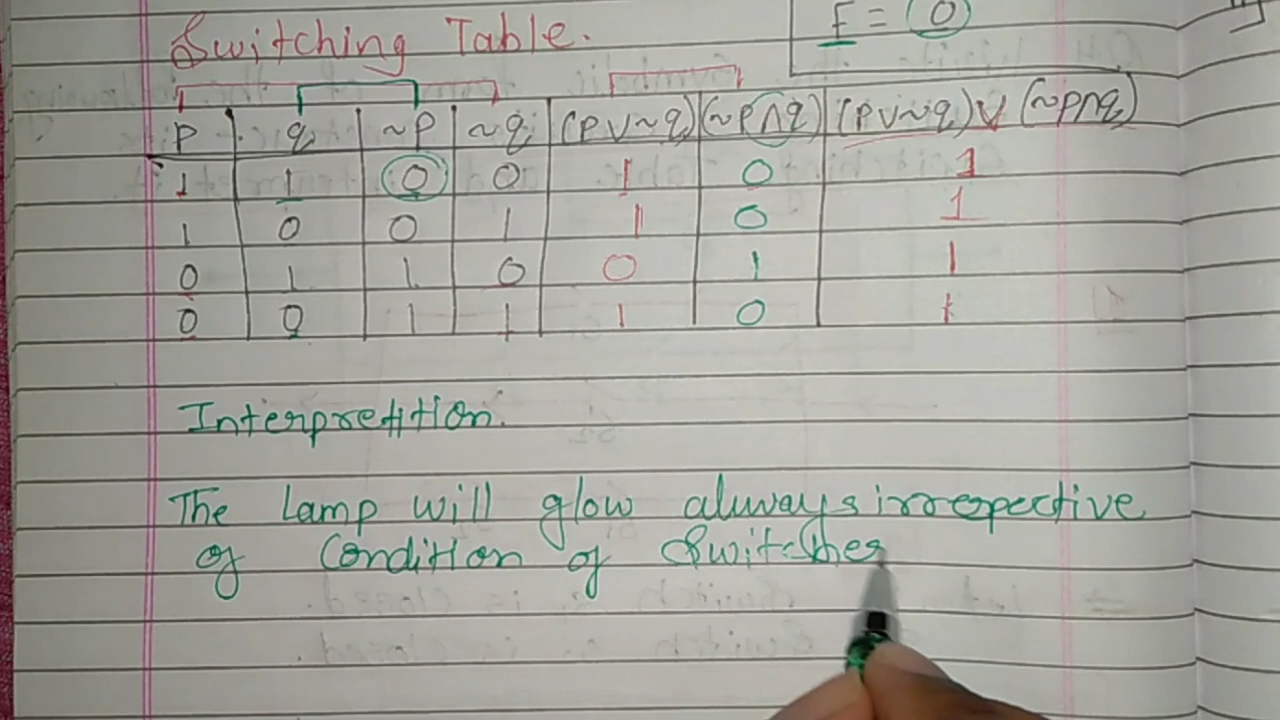 F = 0
Switching Table.
p q ~p ~q (p∨~q) (~p∧q) (p∨~q)∨(~p∧q)
1 1 0 0 1 0 1
1 0 0 1 1 0 1
0 1 1 0 0 1 1
0 0 1 1 1 0 1
Interpretition.
The lamp will glow always irrespective
of Condition of Switches